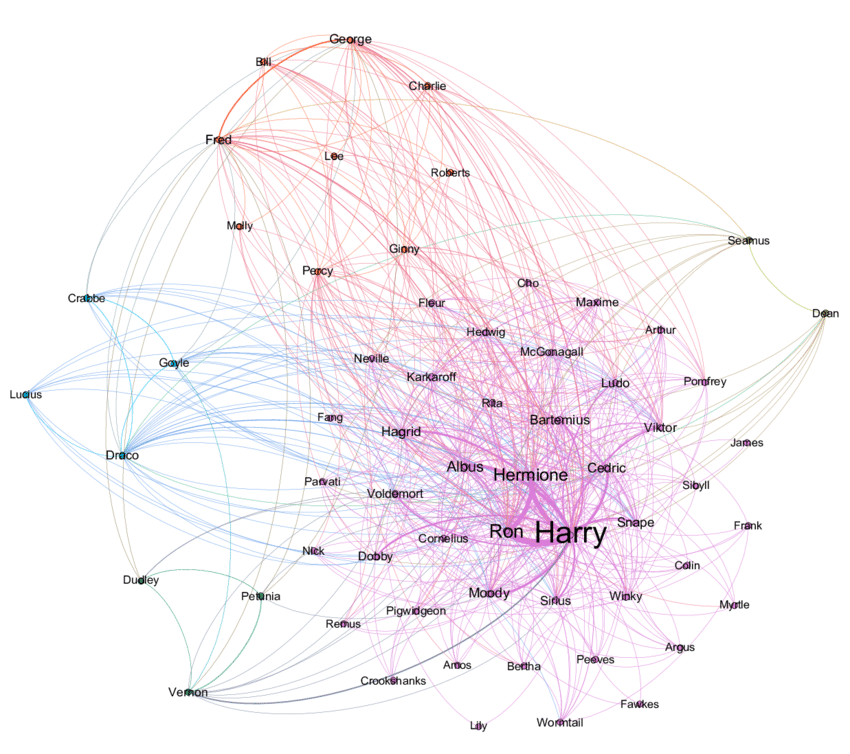 George
Bill
Charlie
Fred
Lee
Roberts
Molly
Seamus
Ginny
Percy
Cho
Crabbe
Fleur
Maxime
Dean
Hedwig
Arthur
McGonagall
Neville
Goyle
Karkaroff
Ludo
Pomfrey
Lucius
Rita
Fang
Bartemius
Viktor
Hagrid
James
Draco
Albus
Hermione
Cedric
Parvati
Sibyll
Voldemort
Snape
Frank
Ron
Harry
Cornelius
Nick
Dobby
Colin
Dudley
Petunia
Moody
Sirius
Winky
Myrtle
Pigwidgeon
Remus
Argus
Peeves
Amos
Bertha
Crookshanks
Vernon
Fawkes
Lily
Wormtail